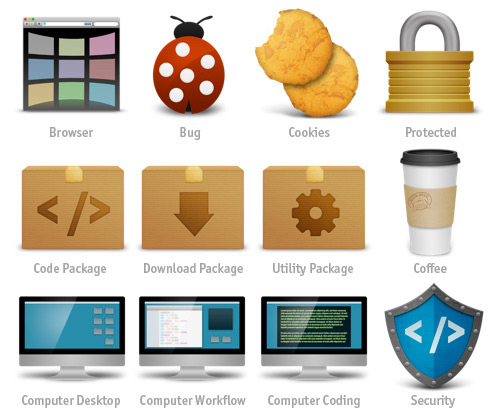 Browser
Bug
Cookies
Protected
</>
Code Package
Download Package
Utility Package
Coffee
Computer Desktop
Computer Workflow
Computer Coding
</>
Security